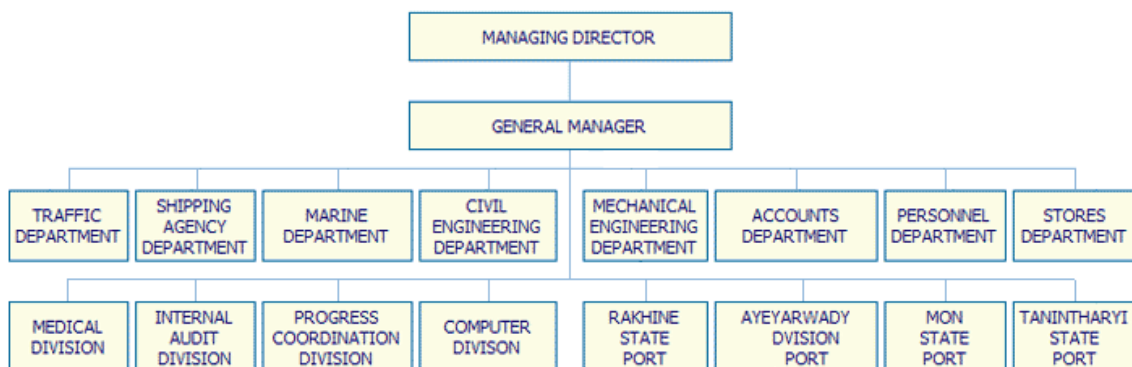 MANAGING DIRECTOR
GENERAL MANAGER
TRAFFIC
DEPARTMENT
SHIPPING
AGENCY
DEPARTMENT
MARINE
DEPARTMENT
CIVIL
ENGINEERING
DEPARTMENT
MECHANICAL
ENGINEERING
DEPARTMENT
ACCOUNTS
DEPARTMENT
PERSONNEL
DEPARTMENT
STORES
DEPARTMENT
MEDICAL
DIVISION
INTERNAL
AUDIT
DIVISION
PROGRESS
COORDINATION
DIVISION
COMPUTER
DIVISON
RAKHINE
STATE
PORT
AYEYARWADY
DVISION
PORT
MON
STATE
PORT
TANINTHARYI
STATE
PORT